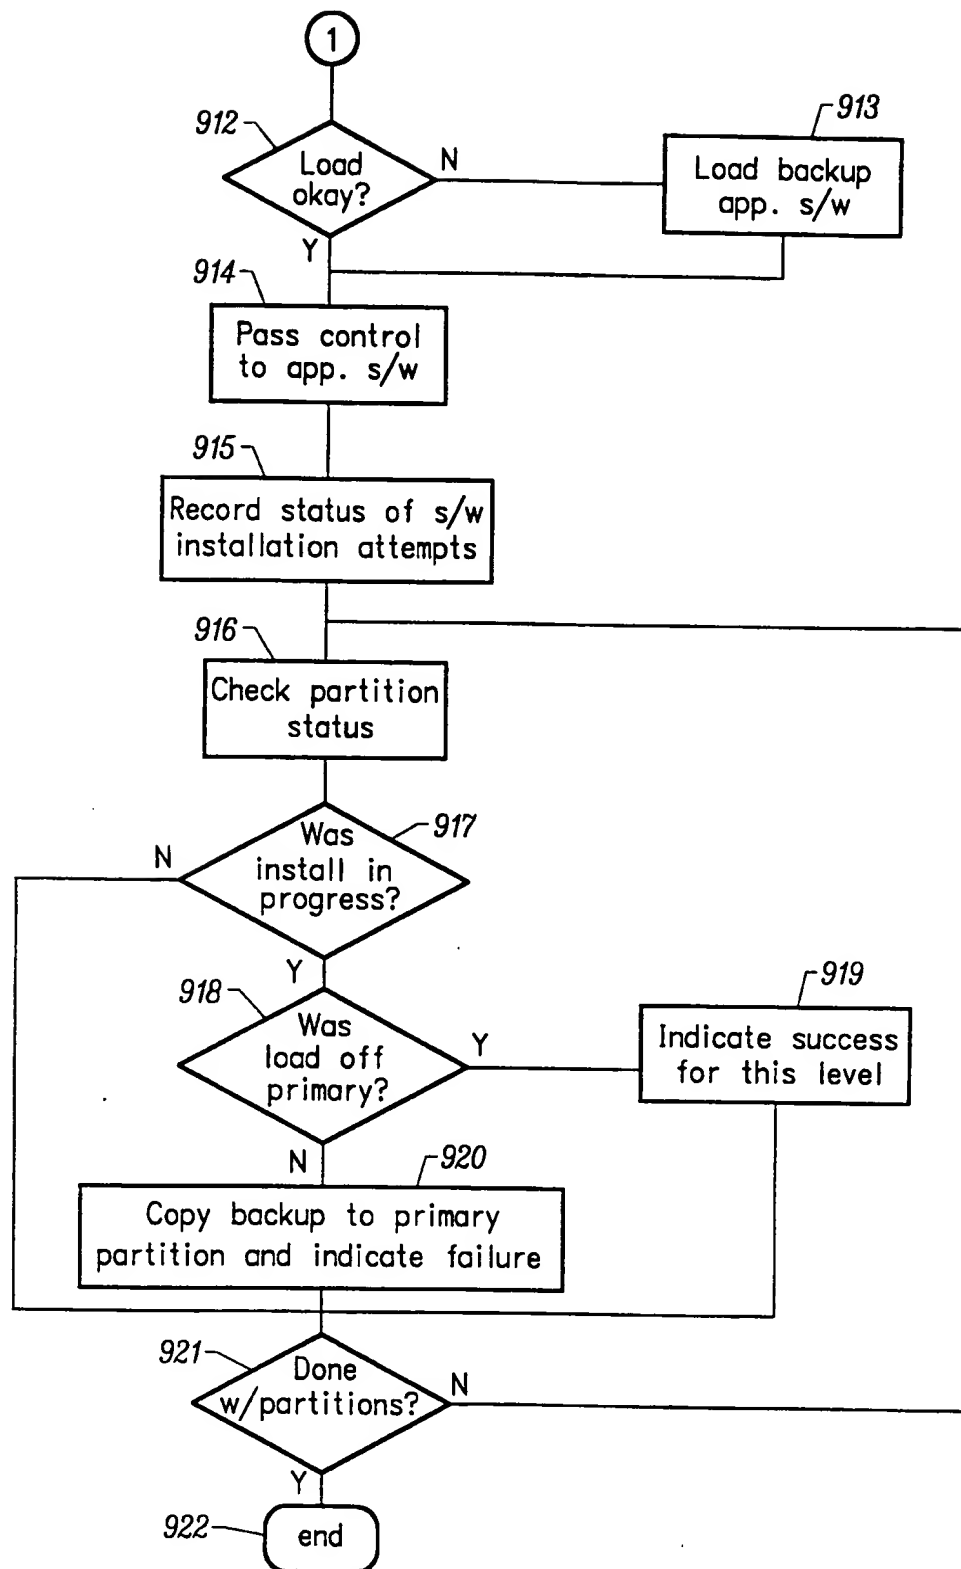 1
912
Load
okay?
N
Y
913
Load backup
app. s/w
914
Pass control
to app. s/w
915
Record status of s/w
installation attempts
916
Check partition
status
917
Was
install in
progress?
N
Y
918
Was
load off
primary?
Y
N
919
Indicate success
for this level
920
Copy backup to primary
partition and indicate failure
921
Done
w/partitions?
N
Y
922
end